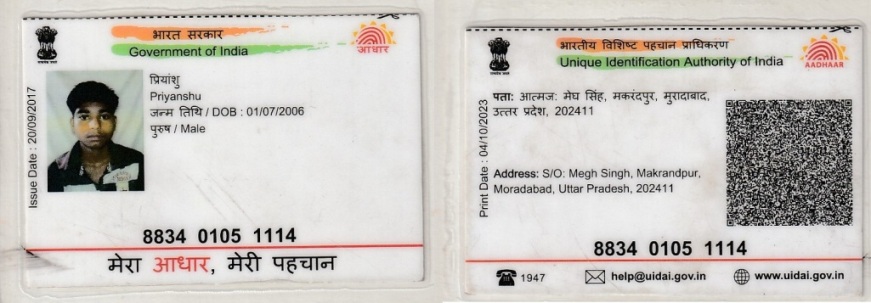 भारत सरकार
Government of India
आधार
Issue Date : 20/09/2017
प्रियांशु
Priyanshu
जन्म तिथि / DOB : 01/07/2006
पुरुष / Male
8834 0105 1114
मेरा आधार, मेरी पहचान
भारतीय विशिष्ट पहचान प्राधिकरण
Unique Identification Authority of India
AADHAAR
Print Date : 04/10/2023
पता: आत्मज: मेघ सिंह, मकरंदपुर, मुरादाबाद,
उत्तर प्रदेश, 202411
Address: S/O: Megh Singh, Makrandpur,
Moradabad, Uttar Pradesh, 202411
8834 0105 1114
1947 help@uidai.gov.in www.uidai.gov.in